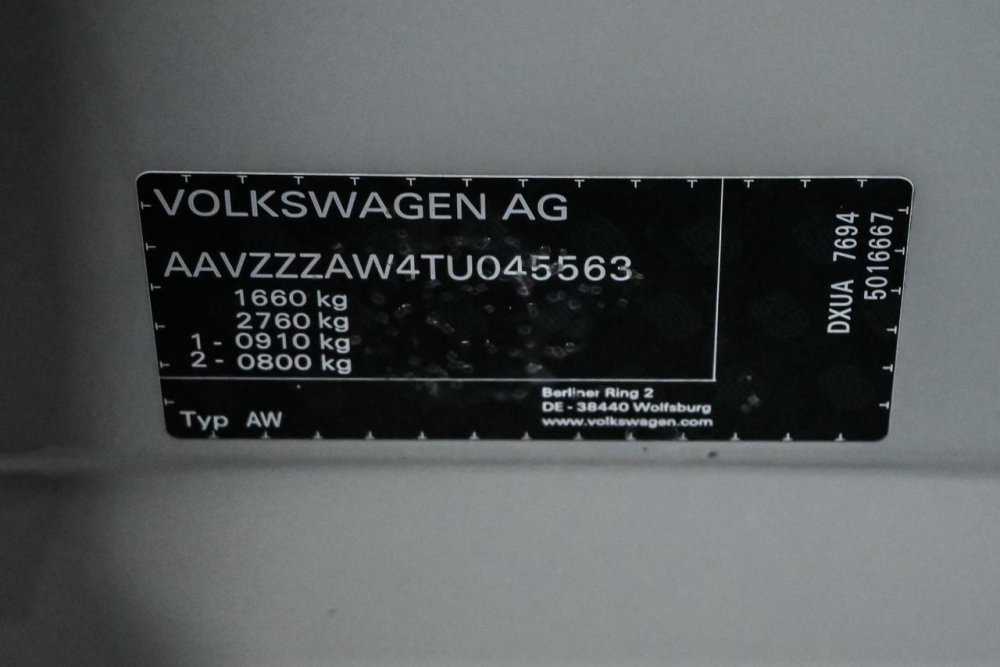 VOLKSWAGEN AG
AAVZZZAW4TU045563
1660 kg
2760 kg
1 - 0910 kg
2 - 0800 kg
Typ AW
Berliner Ring 2
DE - 38440 Wolfsburg
www.volkswagen.com
DXUA 7694
5016667